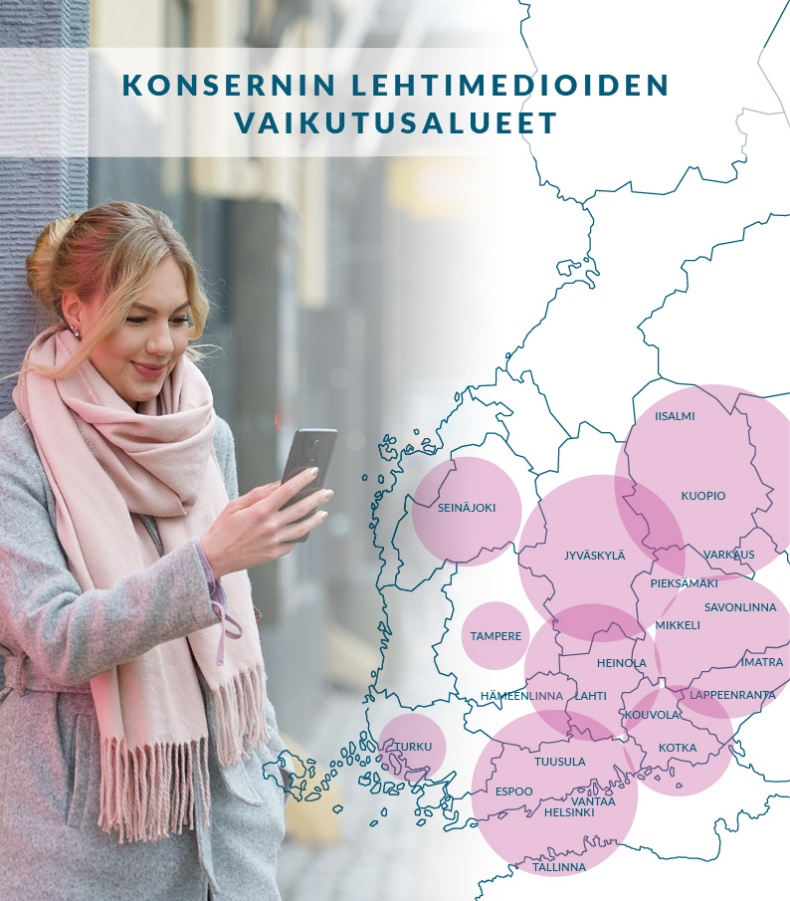 KONSERNIN LEHTIMEDIOIDEN
VAIKUTUSALUEET
IISALMI
KUOPIO
SEINÄJOKI
JYVÄSKYLÄ
VARKAUS
PIEKSÄMÄKI
SAVONLINNA
MIKKELI
TAMPERE
HEINOLA
IMATRA
HÄMEENLINNA
LAHTI
LAPPEENRANTA
KOUVOLA
TURKU
KOTKA
TUUSULA
ESPOO
VANTAA
HELSINKI
TALLINNA